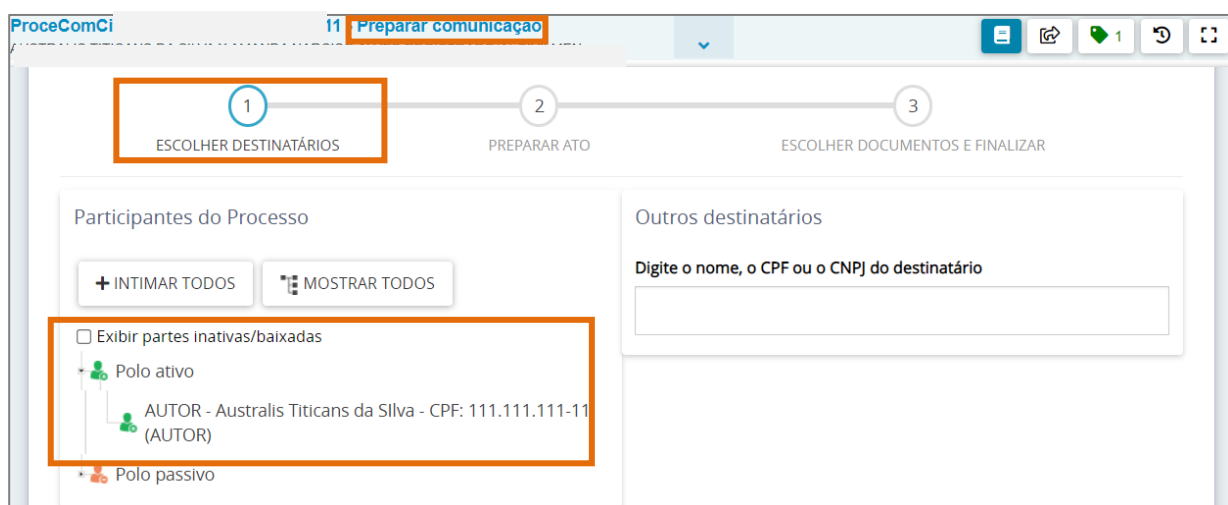 ProceComCi 11 - Preparar comunicação
1
1
2
3
ESCOLHER DESTINATÁRIOS
PREPARAR ATO
ESCOLHER DOCUMENTOS E FINALIZAR
Participantes do Processo
+ INTIMAR TODOS
MOSTRAR TODOS
Exibir partes inativas/baixadas
Polo ativo
AUTOR - Australis Titicans da SIlva - CPF: 111.111.111-11
(AUTOR)
Polo passivo
Outros destinatários
Digite o nome, o CPF ou o CNPJ do destinatário